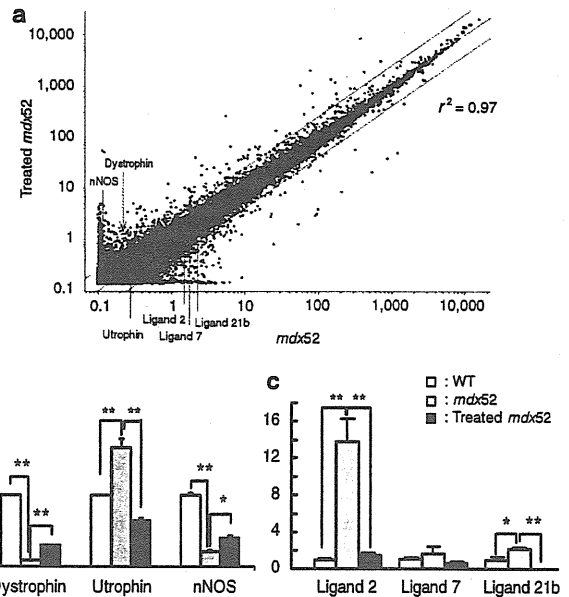 a
10,000
1,000
100
10
1
0.1
Treated mdx52
Dystrophin
nNOS
r² = 0.97
0.1 1 10 100 1,000 10,000
Ligand 2 Ligand 21b
Utrophin Ligand 7 mdx52
** ** ** ** ** *
ystrophin Utrophin nNOS
c
: WT
: mdx52
: Treated mdx52
16
12
8
4
0
** ** * **
Ligand 2 Ligand 7 Ligand 21b